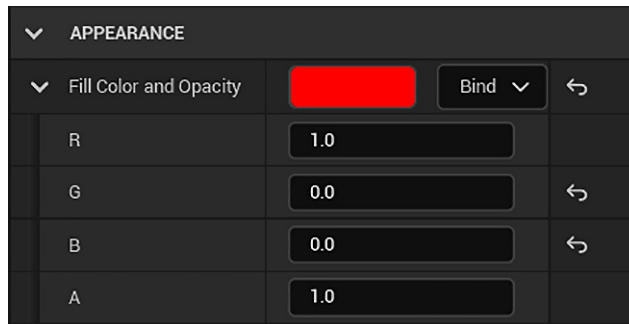 APPEARANCE
Fill Color and Opacity Bind
R 1.0
G 0.0
B 0.0
A 1.0